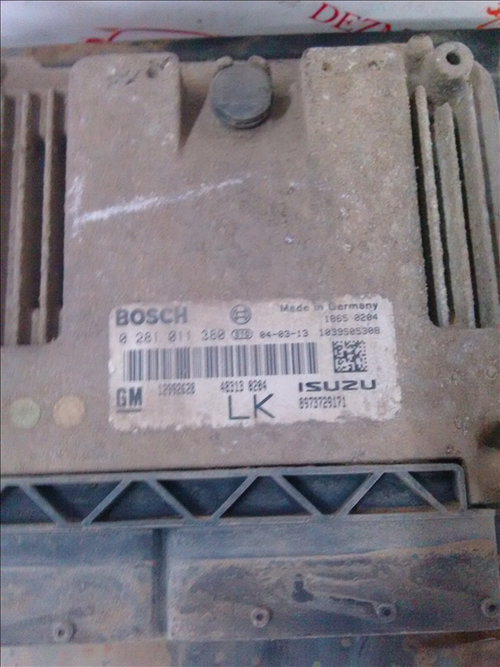 DEZM
BOSCH Made in Germany
1865 0204
0 281 011 380 04-03-13 1039S05308
GM 12992628 48313 0204 ISUZU
LK 8973729171